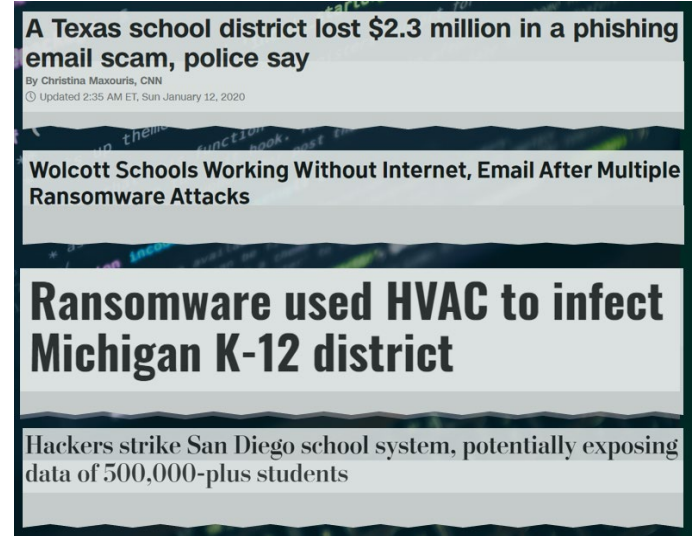 A Texas school district lost $2.3 million in a phishing
email scam, police say
By Christina Maxouris, CNN
Updated 2:35 AM ET, Sun January 12, 2020
Wolcott Schools Working Without Internet, Email After Multiple
Ransomware Attacks
Ransomware used HVAC to infect
Michigan K-12 district
Hackers strike San Diego school system, potentially exposing
data of 500,000-plus students